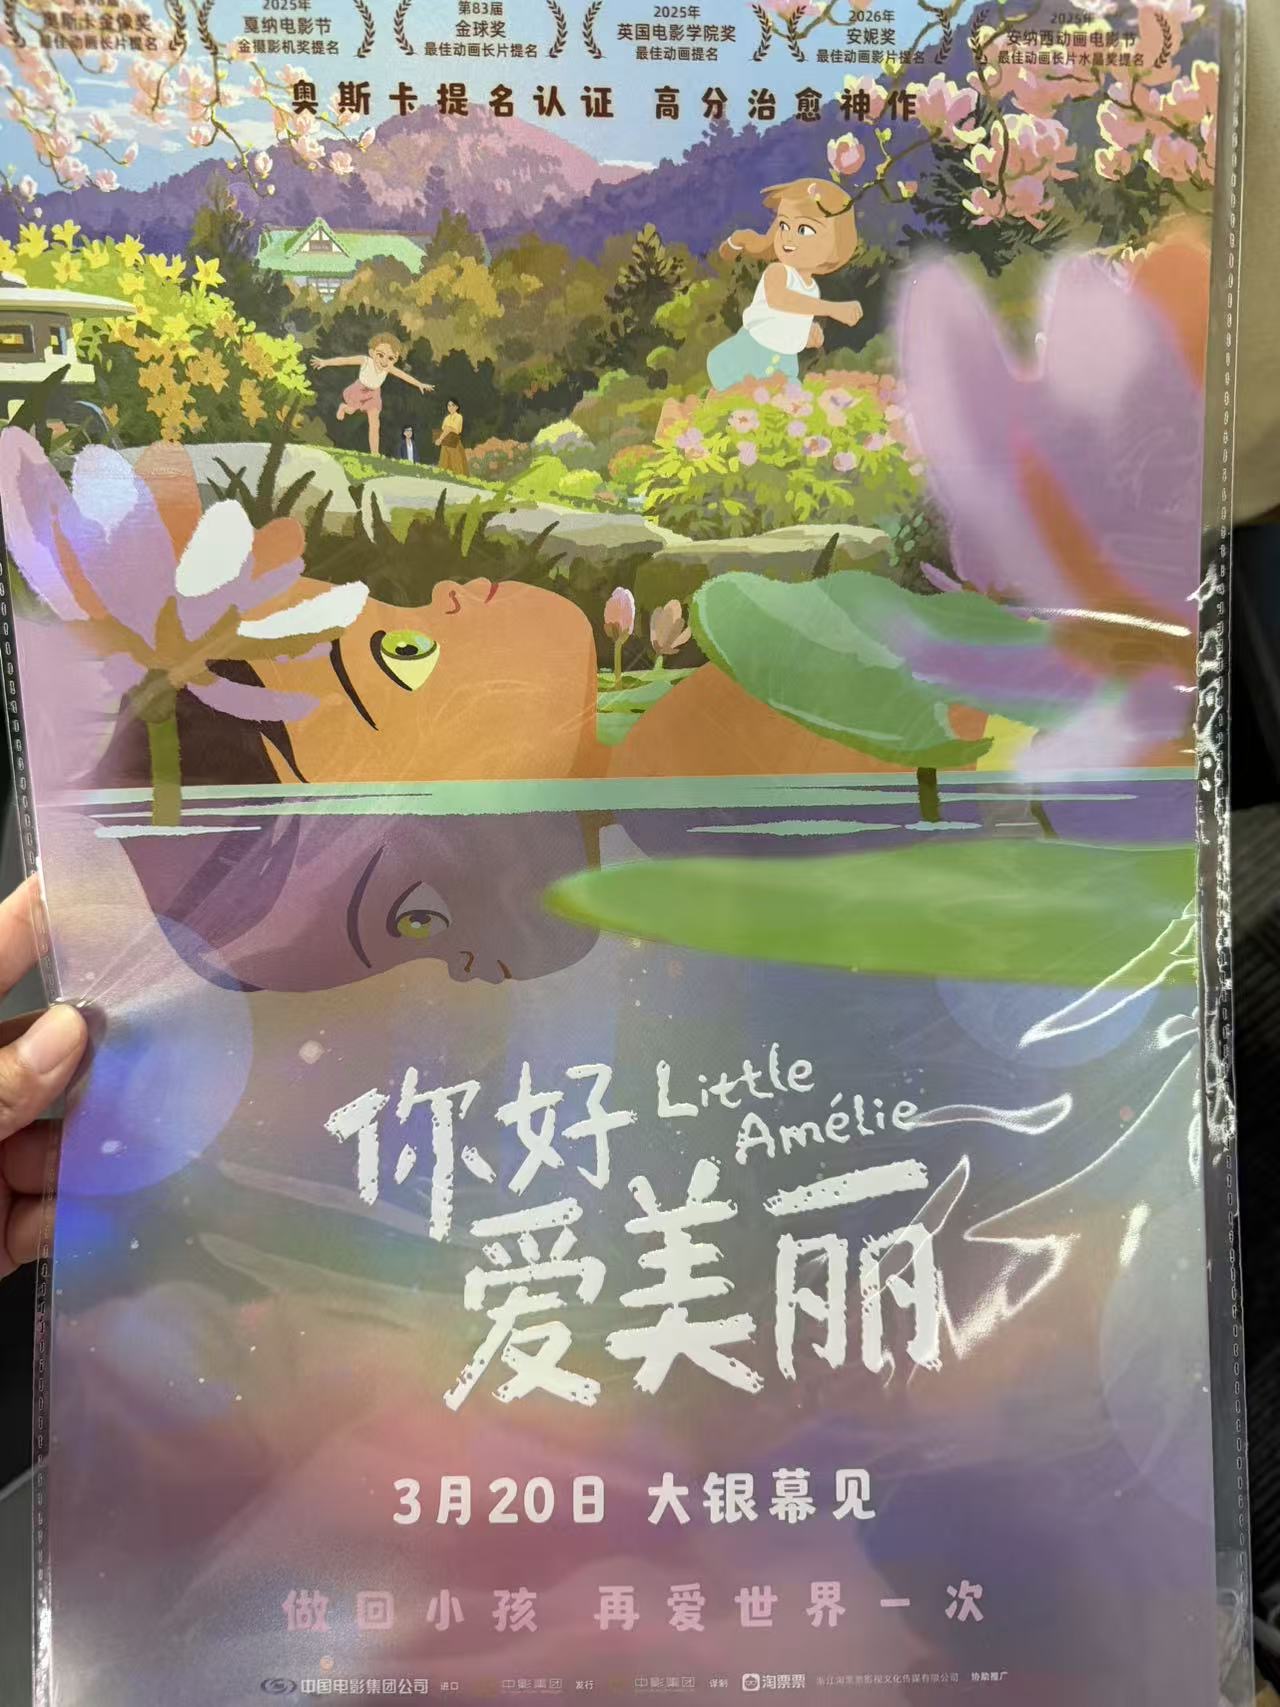 2025年
戛纳电影节
金摄影机奖提名
第83届
金球奖
最佳动画长片提名
2025年
英国电影学院奖
最佳动画提名
2026年
安妮奖
最佳动画影片提名
2025年
安纳西动画电影节
最佳动画长片水晶奖提名
奥斯卡金像奖
最佳动画长片提名
奥斯卡提名认证 高分治愈神作
你好
Little
Amélie
爱美丽
3月20日 大银幕见
做回小孩 再爱世界一次
中国电影集团公司 进口 中影集团 发行 中影集团 译制 淘票票 浙江淘票票影视文化传媒有限公司 协助推广